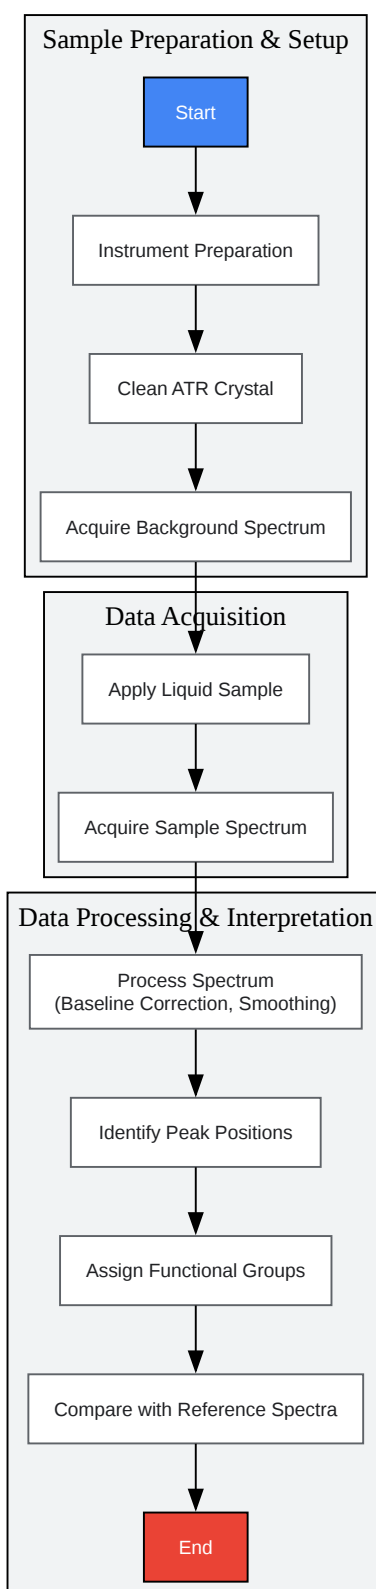 Sample Preparation & Setup
Start
Instrument Preparation
Clean ATR Crystal
Acquire Background Spectrum
Data Acquisition
Apply Liquid Sample
Acquire Sample Spectrum
Data Processing & Interpretation
Process Spectrum
(Baseline Correction, Smoothing)
Identify Peak Positions
Assign Functional Groups
Compare with Reference Spectra
End